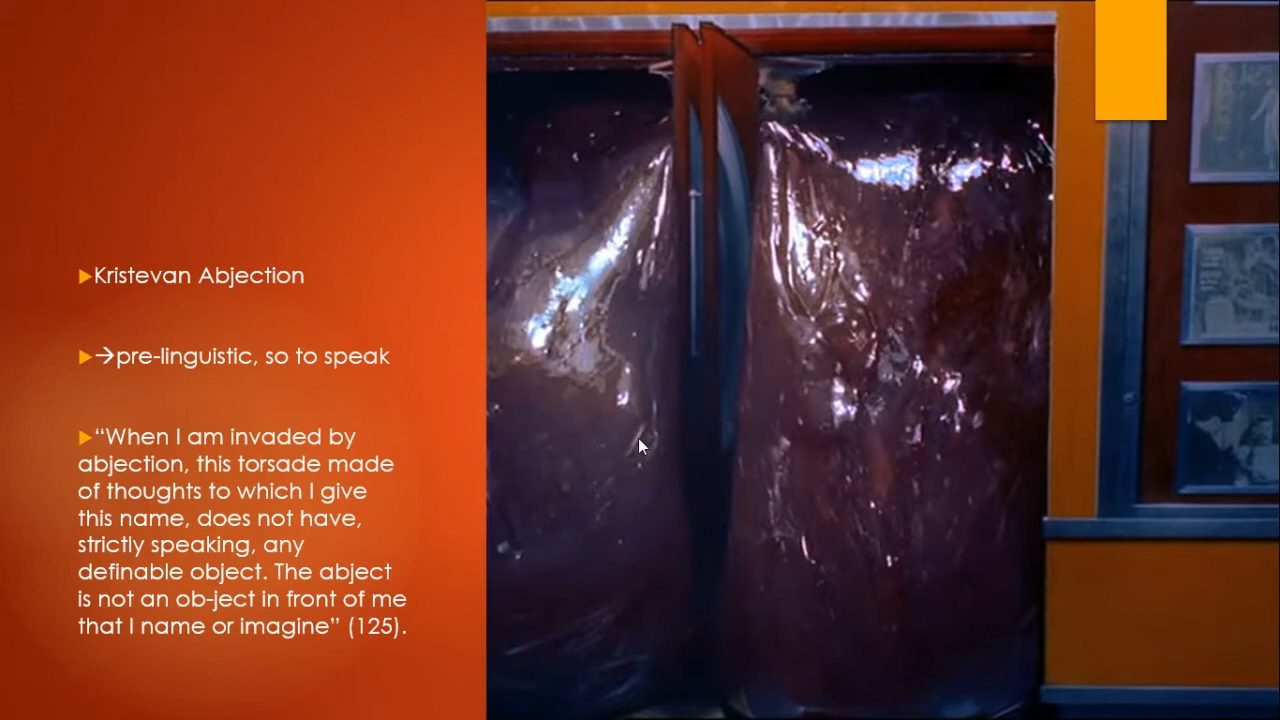 ▶Kristevan Abjection
▶→pre-linguistic, so to speak
▶“When I am invaded by
abjection, this torsade made
of thoughts to which I give
this name, does not have,
strictly speaking, any
definable object. The abject
is not an ob-ject in front of me
that I name or imagine” (125).